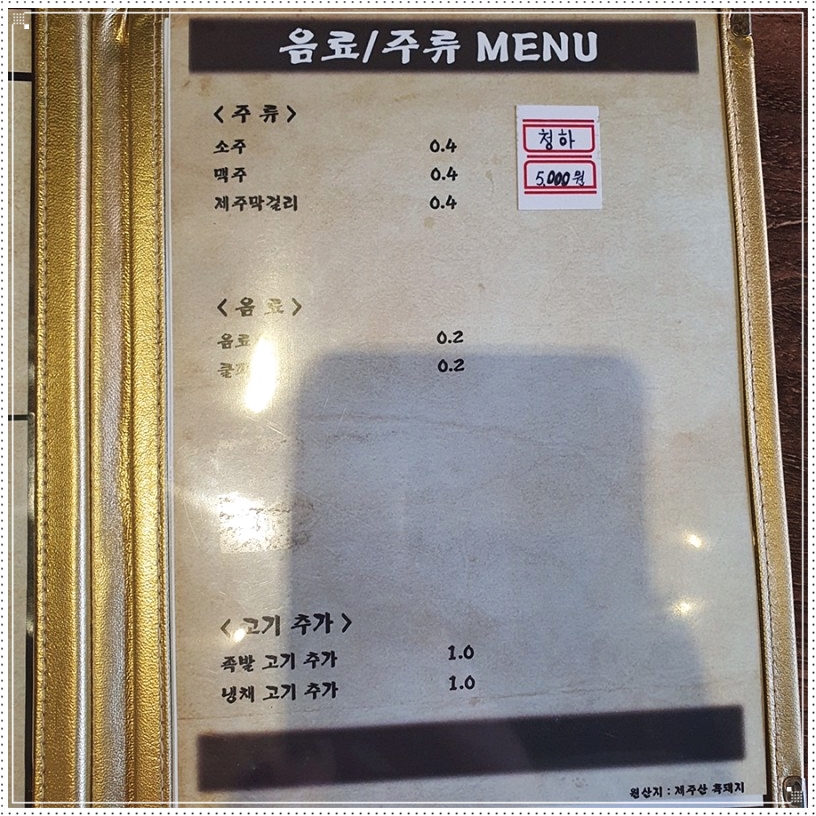 음료/주류 MENU
<주 류>
소주 0.4
맥주 0.4
제주막걸리 0.4
청하
5,000원
<음 료>
음료 0.2
0.2
<고기 추가>
족발 고기 추가 1.0
냉채 고기 추가 1.0
원산지 : 제주산 흑돼지